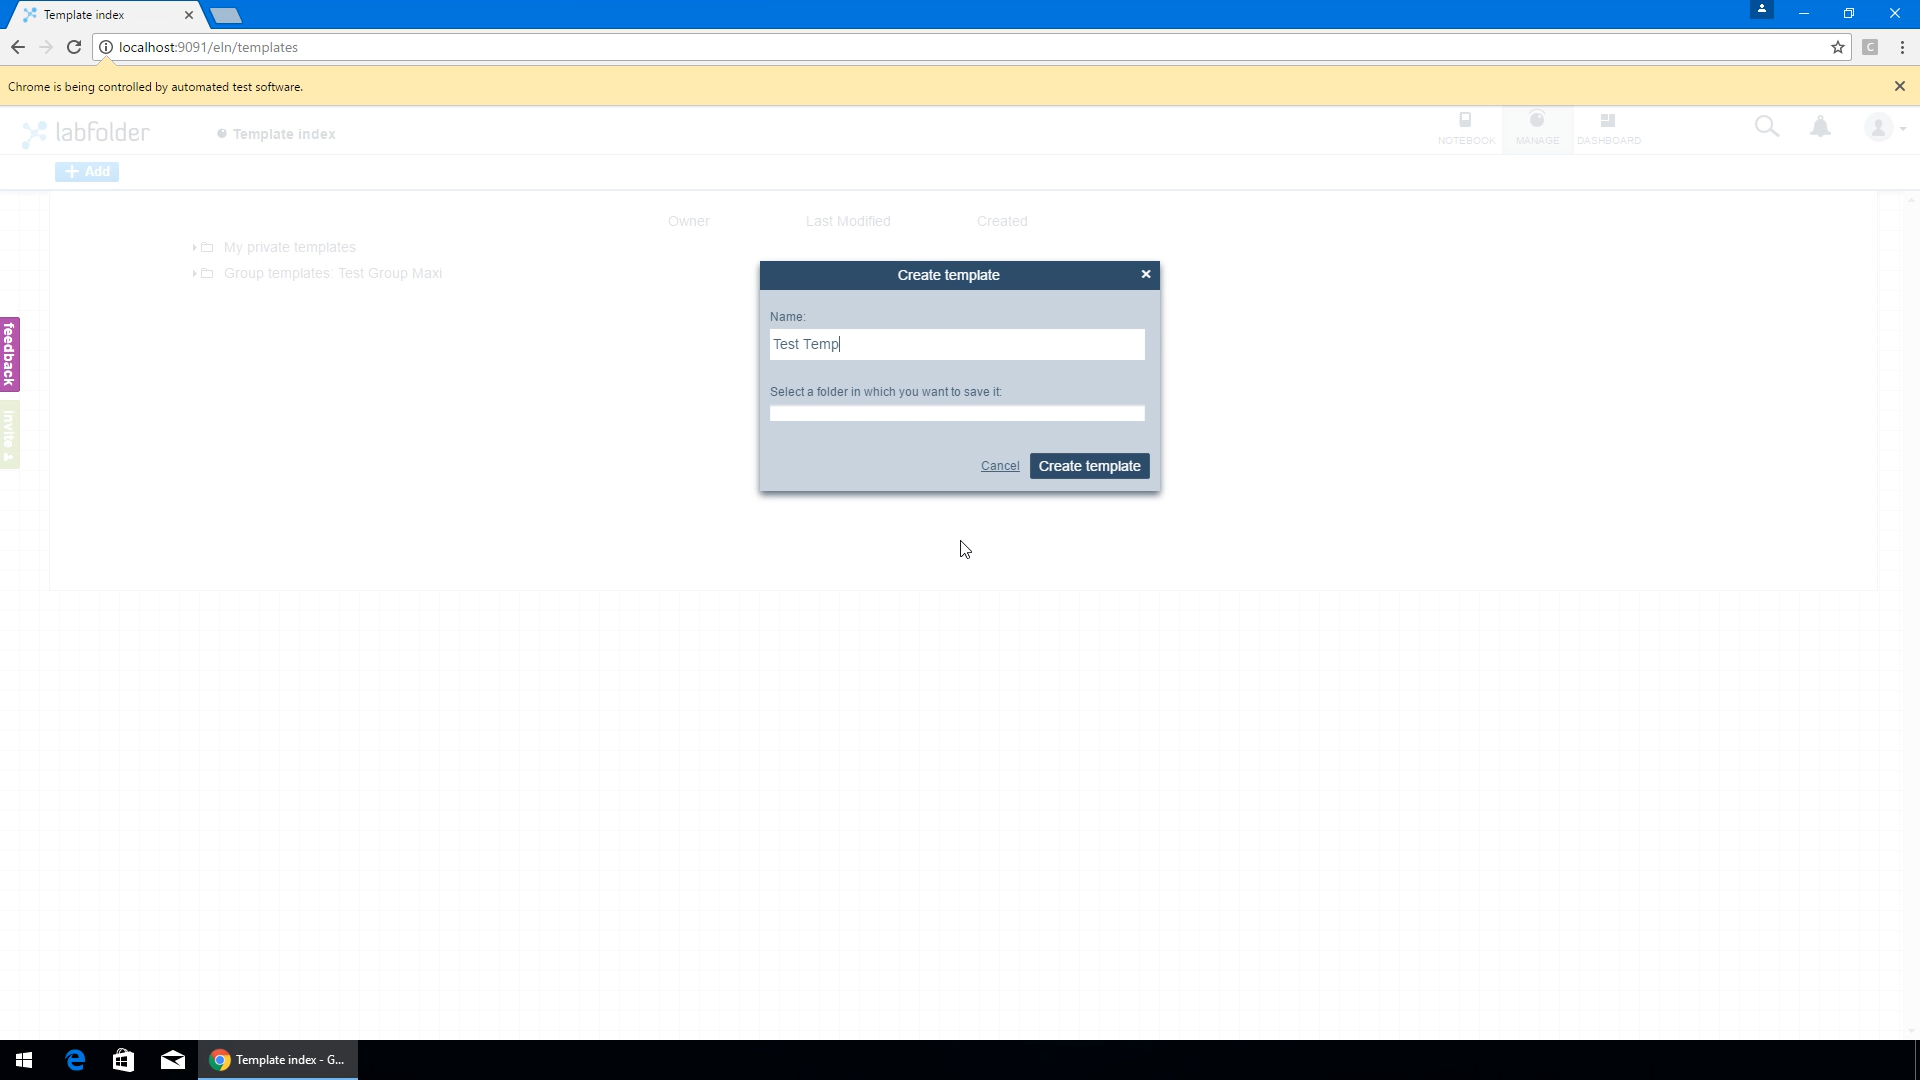 Template index
localhost:9091/eln/templates
C
Chrome is being controlled by automated test software.
labfolder
Template index
NOTEBOOK
MANAGE
DASHBOARD
Add
Owner
Last Modified
Created
My private templates
Group templates: Test Group Maxi
feedback
invite
Create template
Name:
Test Temp
Select a folder in which you want to save it:
Cancel
Create template
Template index - G...